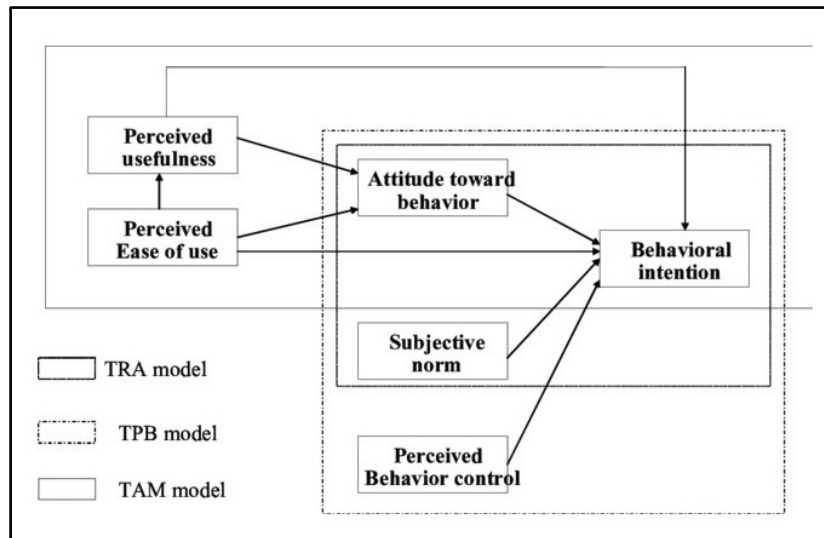 Perceived
usefulness
Attitude toward
behavior
Perceived
Ease of use
Behavioral
intention
Subjective
norm
TRA model
TPB model
Perceived
Behavior control
TAM model